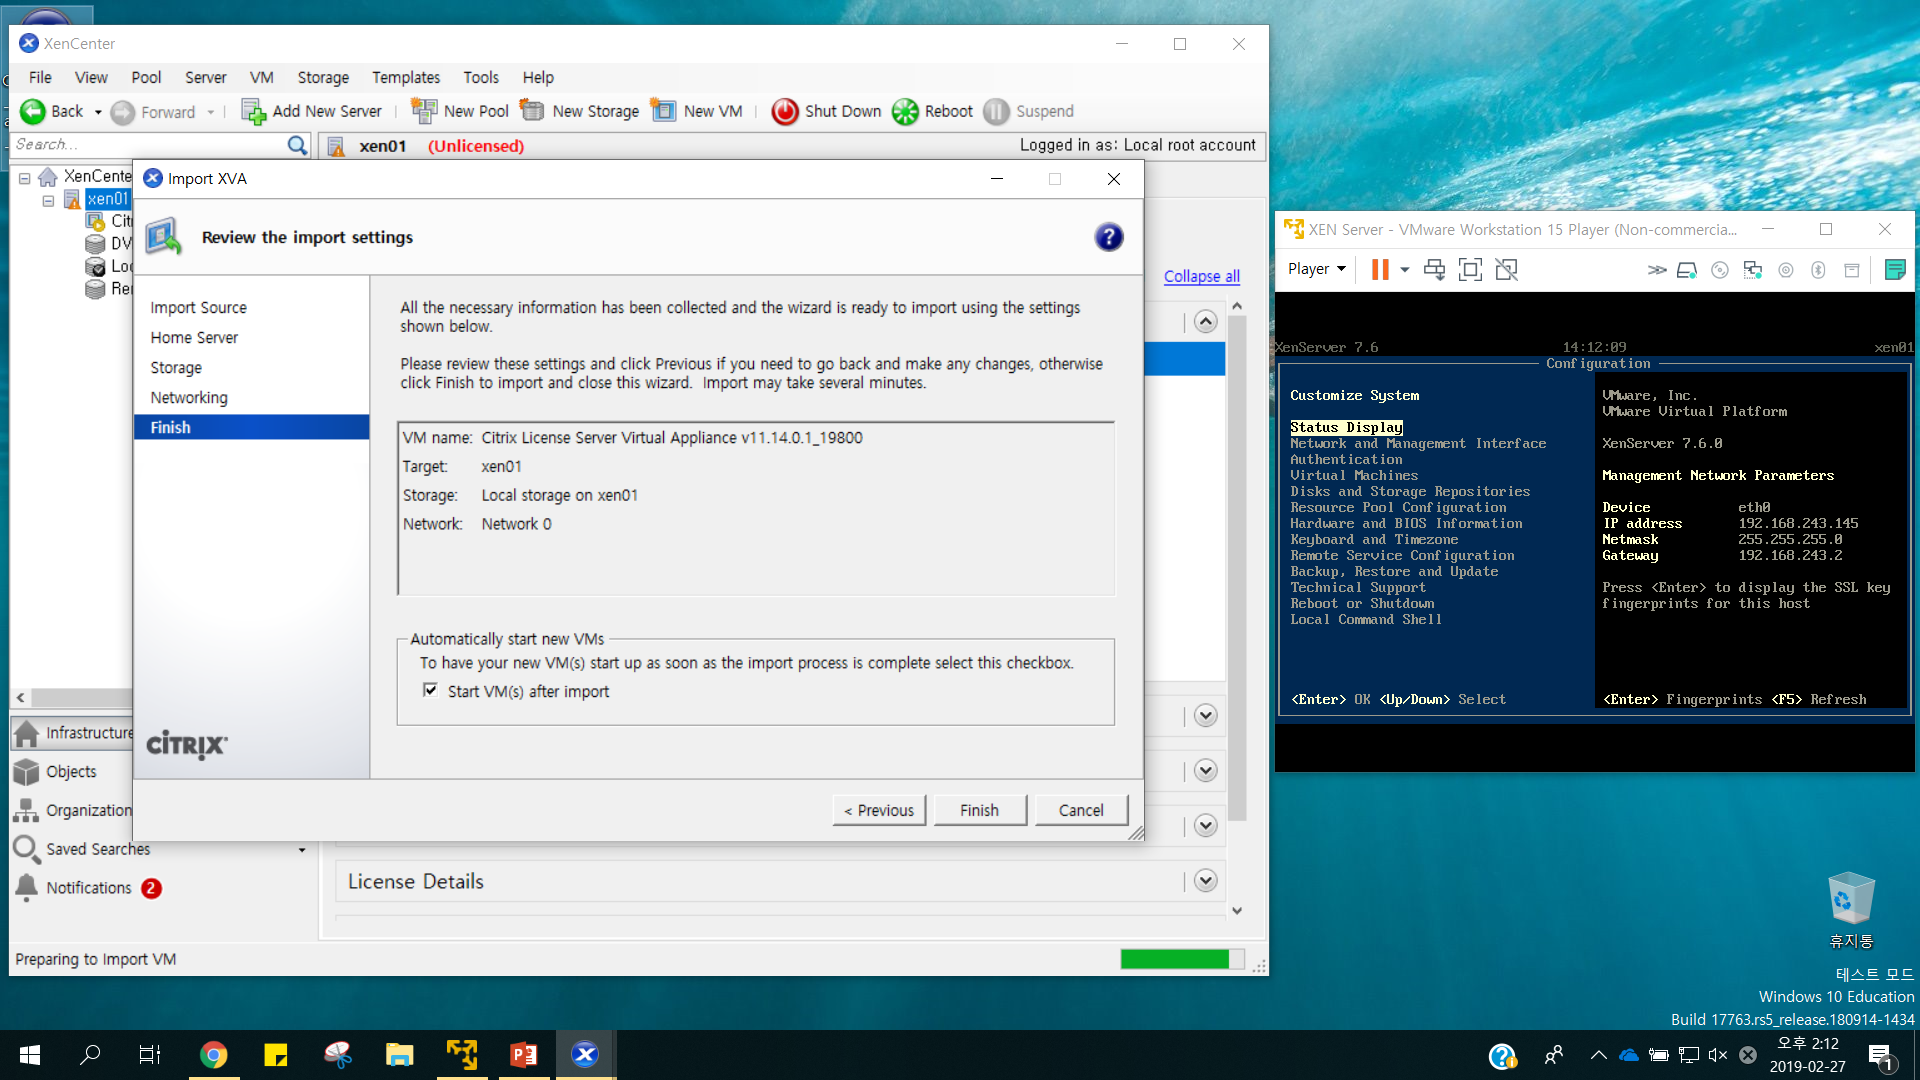 XenCenter
File View Pool Server VM Storage Templates Tools Help
Back Forward Add New Server New Pool New Storage New VM Shut Down Reboot Suspend
Search...
xen01 (Unlicensed) Logged in as: Local root account
XenCente
xen01
Cit
DV
Loc
Rer
Import XVA
Review the import settings
?
Collapse all
Import Source
Home Server
Storage
Networking
Finish
CITRIX
All the necessary information has been collected and the wizard is ready to import using the settings
shown below.
Please review these settings and click Previous if you need to go back and make any changes, otherwise
click Finish to import and close this wizard. Import may take several minutes.
VM name: Citrix License Server Virtual Appliance v11.14.0.1_19800
Target: xen01
Storage: Local storage on xen01
Network: Network 0
Automatically start new VMs
To have your new VM(s) start up as soon as the import process is complete select this checkbox.
Start VM(s) after import
< Previous Finish Cancel
Infrastructure
Objects
Organization
Saved Searches
Notifications 2
License Details
Preparing to Import VM
XEN Server - VMware Workstation 15 Player (Non-commercia...
Player
XenServer 7.6 14:12:09 xen01
Configuration
Customize System
Status Display
Network and Management Interface
Authentication
Virtual Machines
Disks and Storage Repositories
Resource Pool Configuration
Hardware and BIOS Information
Keyboard and Timezone
Remote Service Configuration
Backup, Restore and Update
Technical Support
Reboot or Shutdown
Local Command Shell
<Enter> OK <Up/Down> Select
VMware, Inc.
VMware Virtual Platform
XenServer 7.6.0
Management Network Parameters
Device eth0
IP address 192.168.243.145
Netmask 255.255.255.0
Gateway 192.168.243.2
Press <Enter> to display the SSL key
fingerprints for this host
<Enter> Fingerprints <F5> Refresh
휴지통
테스트 모드
Windows 10 Education
Build 17763.rs5_release.180914-1434
오후 2:12
2019-02-27
1